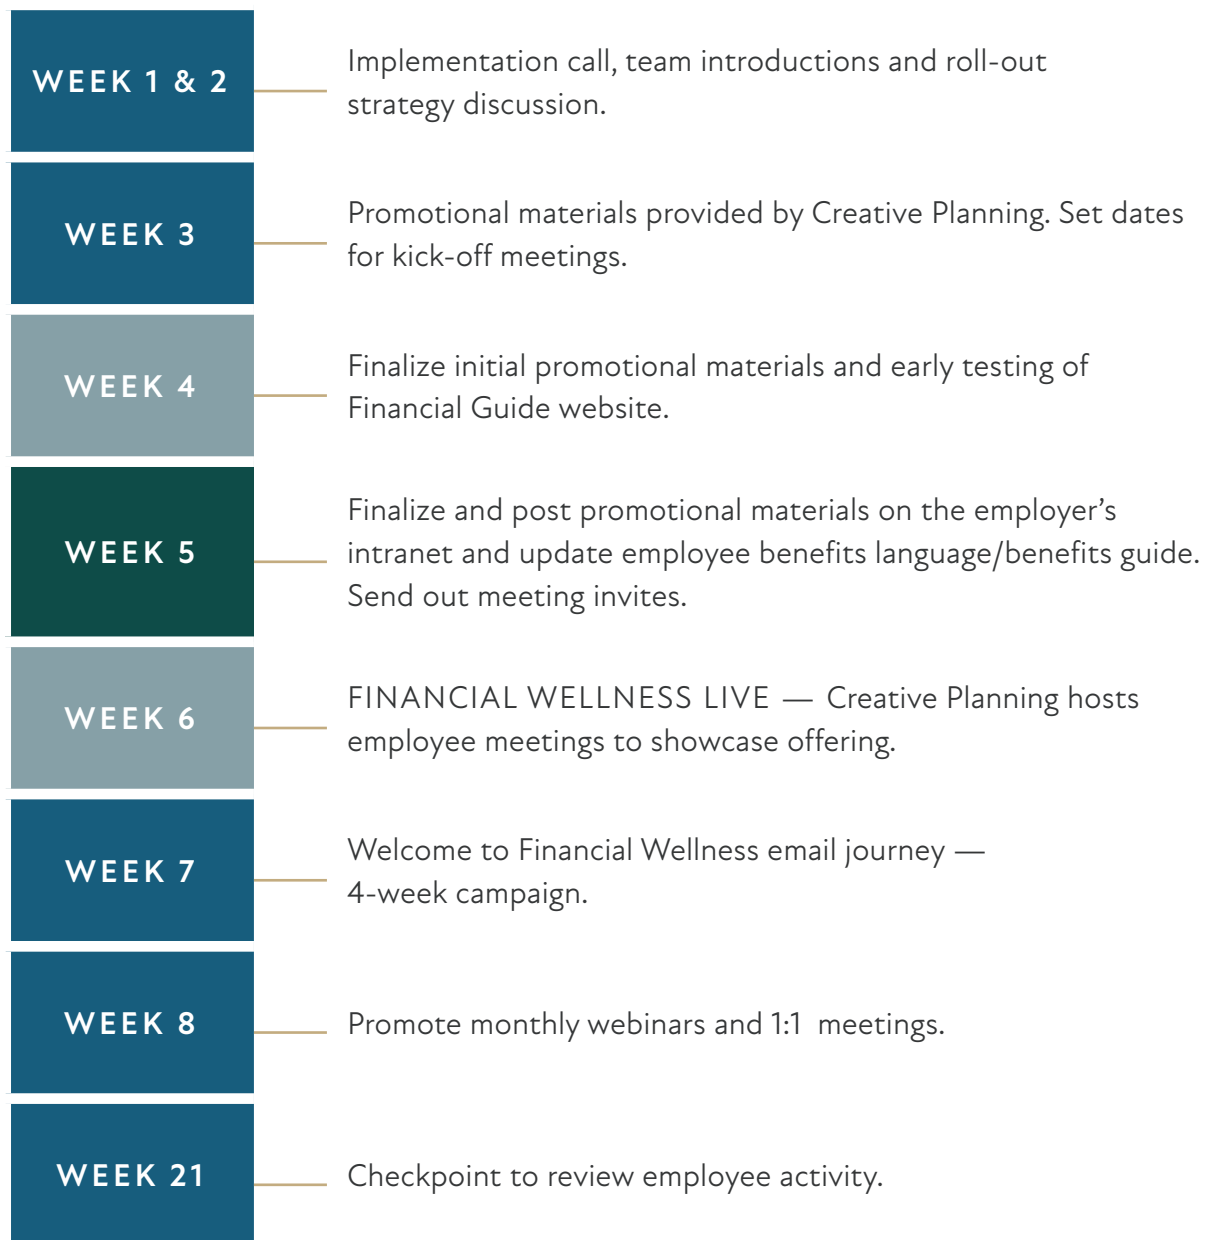 WEEK 1 & 2
Implementation call, team introductions and roll-out
strategy discussion.
WEEK 3
Promotional materials provided by Creative Planning. Set dates
for kick-off meetings.
WEEK 4
Finalize initial promotional materials and early testing of
Financial Guide website.
WEEK 5
Finalize and post promotional materials on the employer’s
intranet and update employee benefits language/benefits guide.
Send out meeting invites.
WEEK 6
FINANCIAL WELLNESS LIVE — Creative Planning hosts
employee meetings to showcase offering.
WEEK 7
Welcome to Financial Wellness email journey —
4-week campaign.
WEEK 8
Promote monthly webinars and 1:1 meetings.
WEEK 21
Checkpoint to review employee activity.